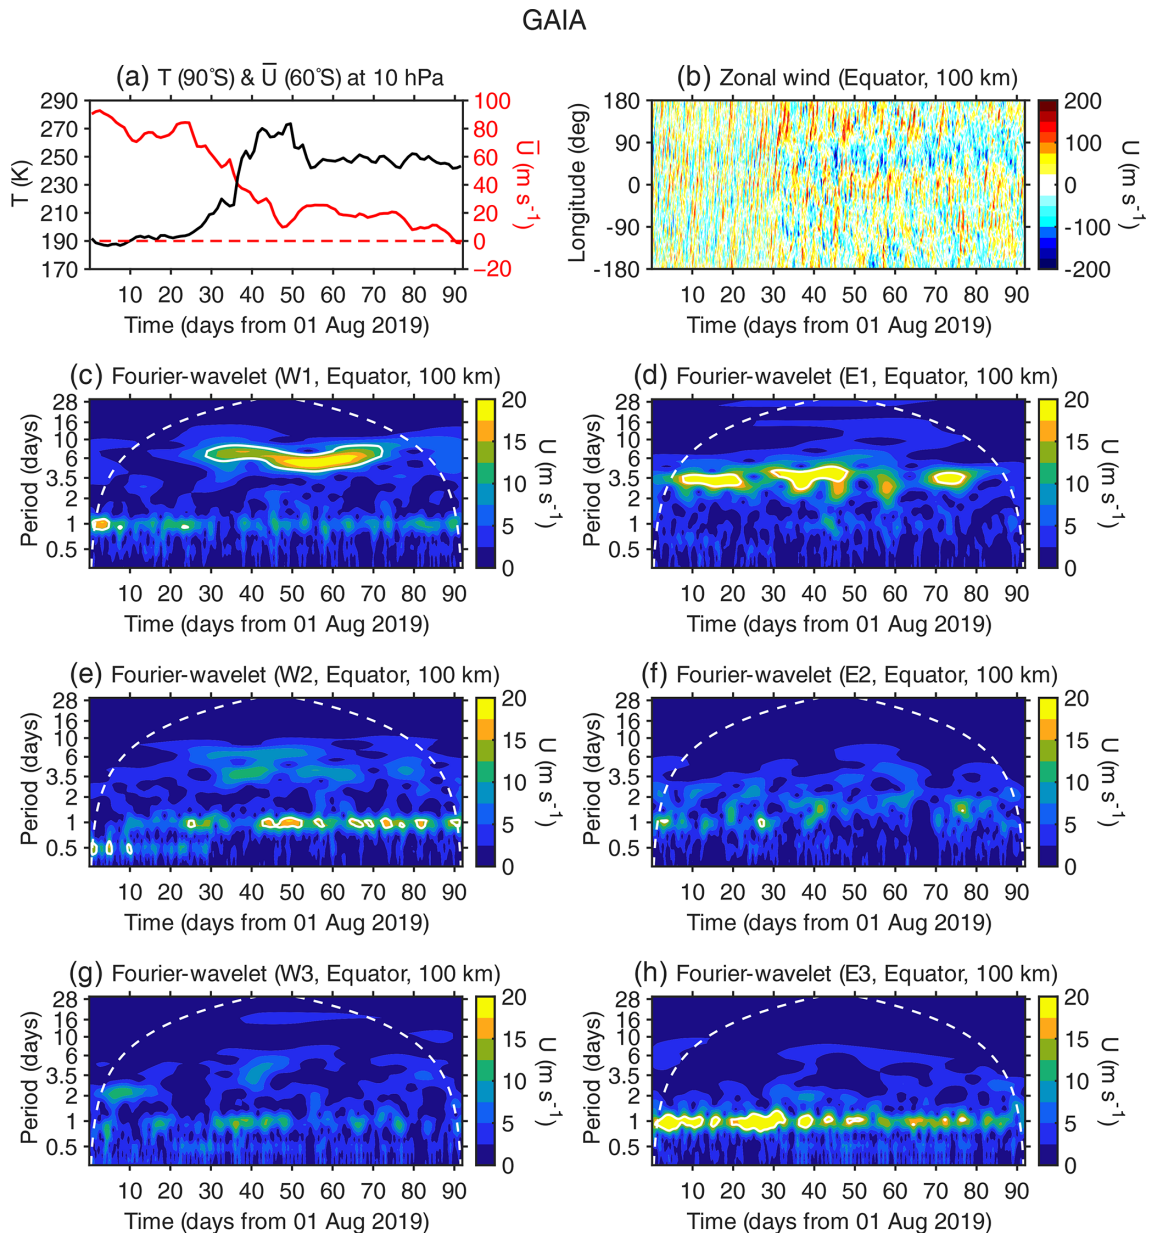 GAIA
(a) T (90°S) & U̅ (60°S) at 10 hPa
290
270
250
230
210
190
170
T (K)
100
80
60
40
20
0
−20
U̅ (m s⁻¹)
10 20 30 40 50 60 70 80 90
Time (days from 01 Aug 2019)
(b) Zonal wind (Equator, 100 km)
180
90
0
-90
-180
Longitude (deg)
200
100
0
-100
-200
U (m s⁻¹)
10 20 30 40 50 60 70 80 90
Time (days from 01 Aug 2019)
(c) Fourier-wavelet (W1, Equator, 100 km)
28
16
10
6
3.5
2
1
0.5
Period (days)
20
15
10
5
0
U (m s⁻¹)
10 20 30 40 50 60 70 80 90
Time (days from 01 Aug 2019)
(d) Fourier-wavelet (E1, Equator, 100 km)
28
16
10
6
3.5
2
1
0.5
Period (days)
20
15
10
5
0
U (m s⁻¹)
10 20 30 40 50 60 70 80 90
Time (days from 01 Aug 2019)
(e) Fourier-wavelet (W2, Equator, 100 km)
28
16
10
6
3.5
2
1
0.5
Period (days)
20
15
10
5
0
U (m s⁻¹)
10 20 30 40 50 60 70 80 90
Time (days from 01 Aug 2019)
(f) Fourier-wavelet (E2, Equator, 100 km)
28
16
10
6
3.5
2
1
0.5
Period (days)
20
15
10
5
0
U (m s⁻¹)
10 20 30 40 50 60 70 80 90
Time (days from 01 Aug 2019)
(g) Fourier-wavelet (W3, Equator, 100 km)
28
16
10
6
3.5
2
1
0.5
Period (days)
20
15
10
5
0
U (m s⁻¹)
10 20 30 40 50 60 70 80 90
Time (days from 01 Aug 2019)
(h) Fourier-wavelet (E3, Equator, 100 km)
28
16
10
6
3.5
2
1
0.5
Period (days)
20
15
10
5
0
U (m s⁻¹)
10 20 30 40 50 60 70 80 90
Time (days from 01 Aug 2019)